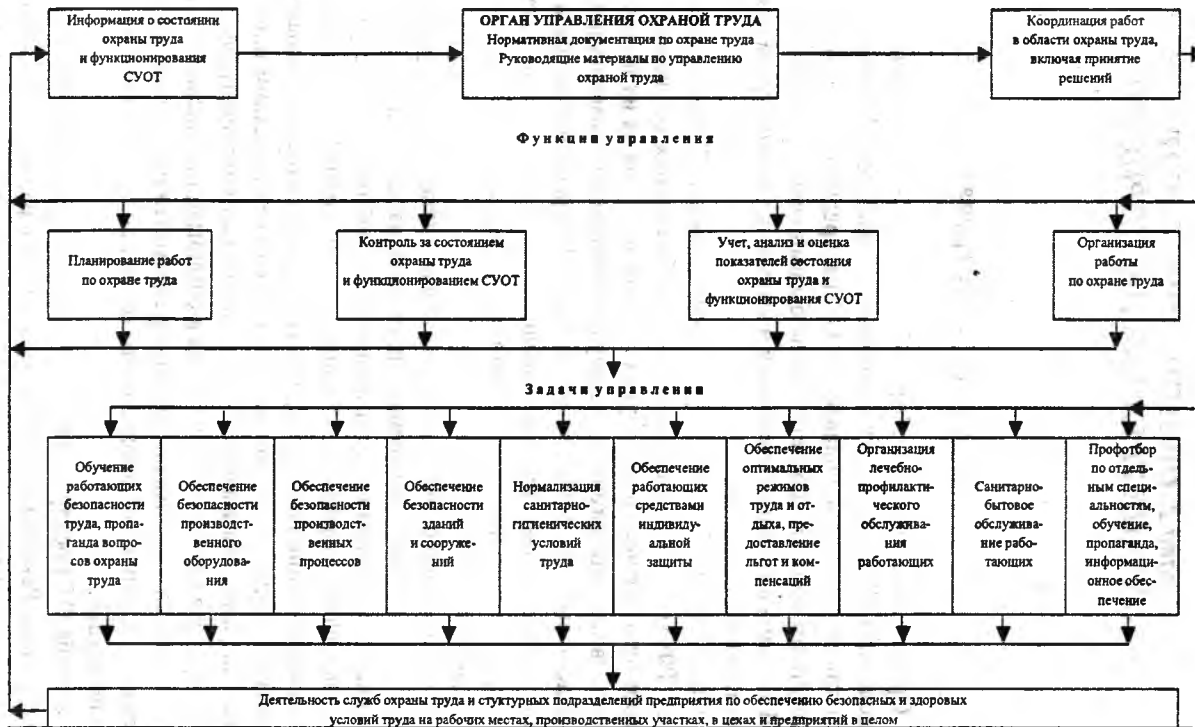 Информация о состоянии
охраны труда
и функционирования
СУОТ
ОРГАН УПРАВЛЕНИЯ ОХРАНОЙ ТРУДА
Нормативная документация по охране труда
Руководящие материалы по управлению
охраной труда
Координация работ
в области охраны труда,
включая принятие
решений
Функции управления
Планирование работ
по охране труда
Контроль за состоянием
охраны труда
и функционированием СУОТ
Учет, анализ и оценка
показателей состояния
охраны труда и
функционирования СУОТ
Организация
работы
по охране труда
Задачи управления
Обучение
работающих
безопасности
труда, пропа-
ганда вопро-
сов охраны
труда
Обеспечение
безопасности
производст-
венного
оборудова-
ния
Обеспечение
безопасности
производст-
венных
процессов
Обеспечение
безопасности
зданий
и сооруже-
ний
Нормализация
санитарно-
гигиенических
условий
труда
Обеспечение
работающих
средствами
индивиду-
альной
защиты
Обеспечение
оптимальных
режимов
труда и от-
дыха, пре-
доставление
льгот и ком-
пенсаций
Организация
лечебно-
профилакти-
ческого
обслужива-
ния
работающих
Санитарно-
бытовое
обслужива-
ние рабо-
тающих
Профотбор
по отдель-
ным специ-
альностям,
обучение,
пропаганда,
информаци-
онное обес-
печение
Деятельность служб охраны труда и стуктурных подразделений предприятия по обеспечению безопасных и здоровых
условий труда на рабочих местах, производственных участках, в цехах и предприятий в целом